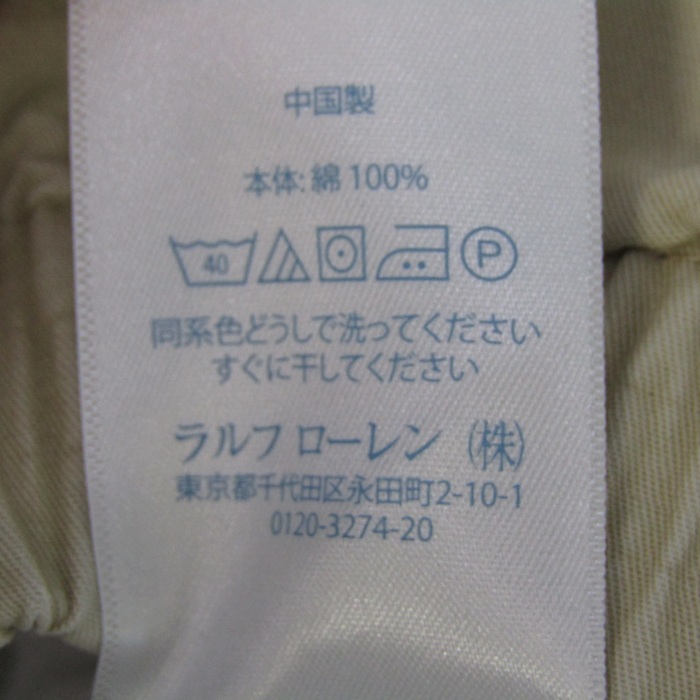 中国製
本体: 綿 100%
40 P
同系色どうしで洗ってください
すぐに干してください
ラルフ ローレン (株)
東京都千代田区永田町2-10-1
0120-3274-20